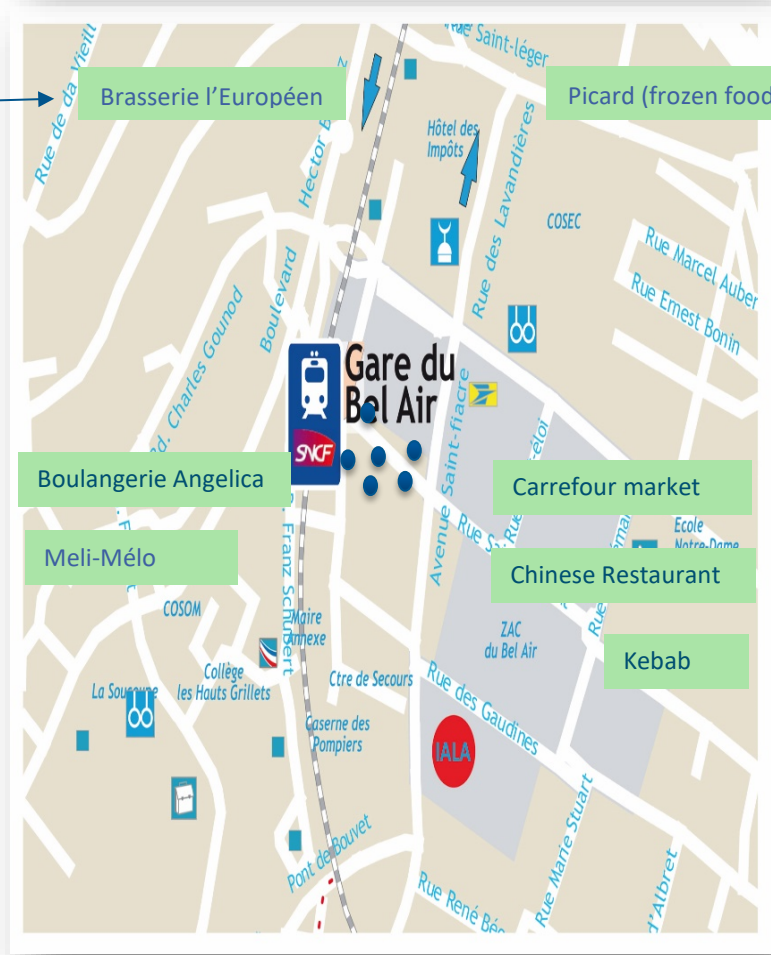 Rue Saint-léger
Rue de da Vieill
Brasserie l’Européen
Picard (frozen food
Hector B
Boulevard
Hôtel des
Impôts
Rue des Lavandières
COSEC
Rue Marcel Auber
Rue Ernest Bonin
d. Charles Gounod
Gare du
Bel Air
SNCF
Avenue Saint-fiacre
-éloi
Boulangerie Angelica
Carrefour market
Meli-Mélo
Ecole
Notre-Dame
Chinese Restaurant
Franz Schubert
COSOM
Maire
Annexe
ZAC
du Bel Air
Kebab
Collège
les Hauts Grillets
La Soucoupe
Ctre de Secours
Rue des Gaudines
Caserne des
Pompiers
IALA
Pont de Bouvet
Rue Marie Stuart
Rue René Bé
d'Albret